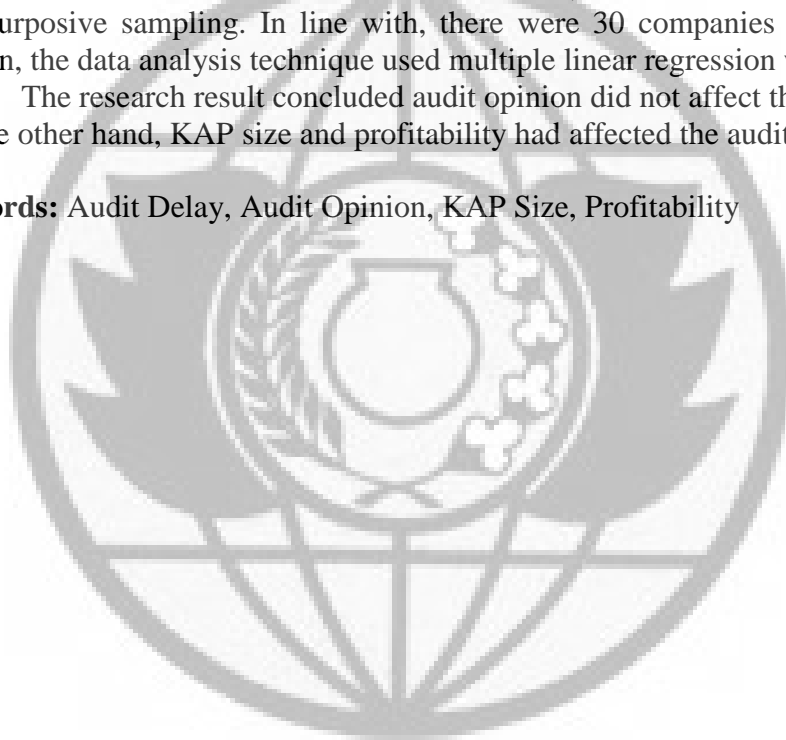 urposive sampling. In line with, there were 30 companies
n, the data analysis technique used multiple linear regression
The research result concluded audit opinion did not affect th
e other hand, KAP size and profitability had affected the audit
ords: Audit Delay, Audit Opinion, KAP Size, Profitability